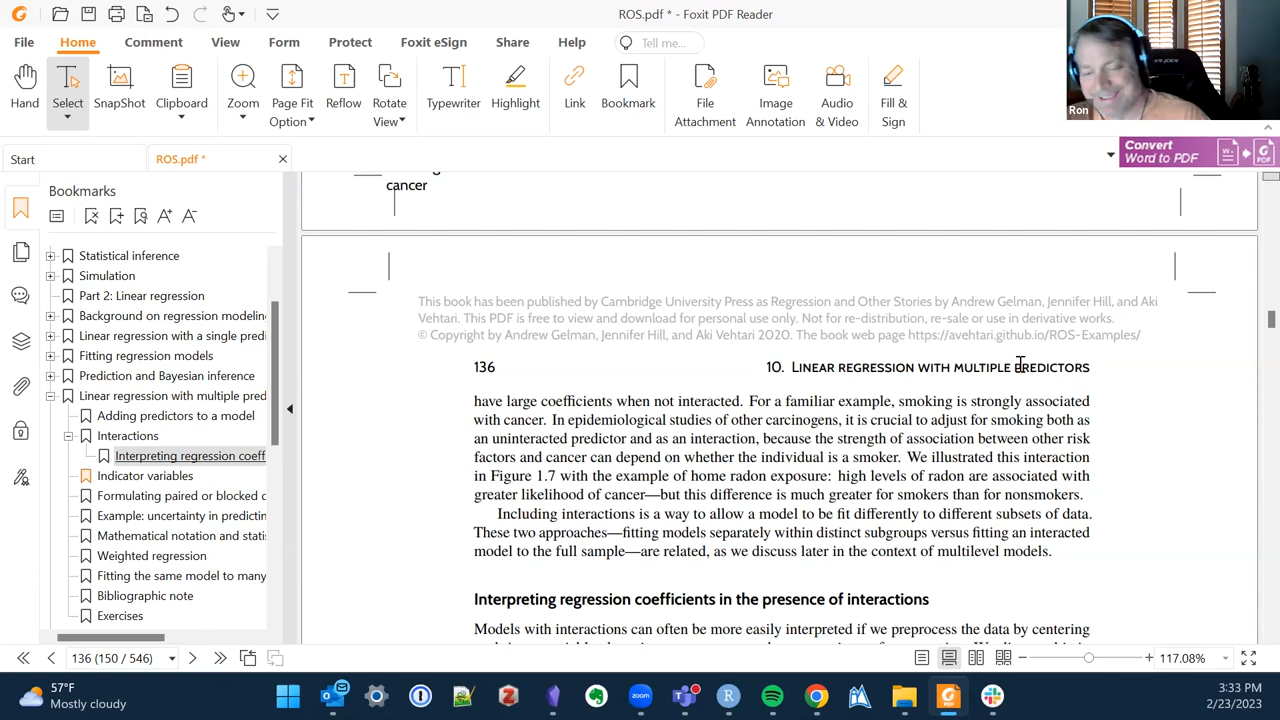 ROS.pdf * - Foxit PDF Reader
File Home Comment View Form Protect Foxit eSign Share Help Tell me...
Hand Select SnapShot Clipboard Zoom Page Fit Option Reflow Rotate View Typewriter Highlight Link Bookmark File Attachment Image Annotation Audio & Video Fill & Sign
Ron
Start ROS.pdf *
Convert
Word to PDF
Bookmarks
Statistical inference
Simulation
Part 2: Linear regression
Background on regression modelin
Linear regression with a single predi
Fitting regression models
Prediction and Bayesian inference
Linear regression with multiple pred
Adding predictors to a model
Interactions
Interpreting regression coeff
Indicator variables
Formulating paired or blocked c
Example: uncertainty in predictin
Mathematical notation and statis
Weighted regression
Fitting the same model to many
Bibliographic note
Exercises
cancer
This book has been published by Cambridge University Press as Regression and Other Stories by Andrew Gelman, Jennifer Hill, and Aki
Vehtari. This PDF is free to view and download for personal use only. Not for re-distribution, re-sale or use in derivative works.
© Copyright by Andrew Gelman, Jennifer Hill, and Aki Vehtari 2020. The book web page https://avehtari.github.io/ROS-Examples/
136 10. LINEAR REGRESSION WITH MULTIPLE PREDICTORS
have large coefficients when not interacted. For a familiar example, smoking is strongly associated
with cancer. In epidemiological studies of other carcinogens, it is crucial to adjust for smoking both as
an uninteracted predictor and as an interaction, because the strength of association between other risk
factors and cancer can depend on whether the individual is a smoker. We illustrated this interaction
in Figure 1.7 with the example of home radon exposure: high levels of radon are associated with
greater likelihood of cancer—but this difference is much greater for smokers than for nonsmokers.
Including interactions is a way to allow a model to be fit differently to different subsets of data.
These two approaches—fitting models separately within distinct subgroups versus fitting an interacted
model to the full sample—are related, as we discuss later in the context of multilevel models.
Interpreting regression coefficients in the presence of interactions
Models with interactions can often be more easily interpreted if we preprocess the data by centering
136 (150 / 546) 117.08%
57°F
Mostly cloudy
zoom
3:33 PM
2/23/2023